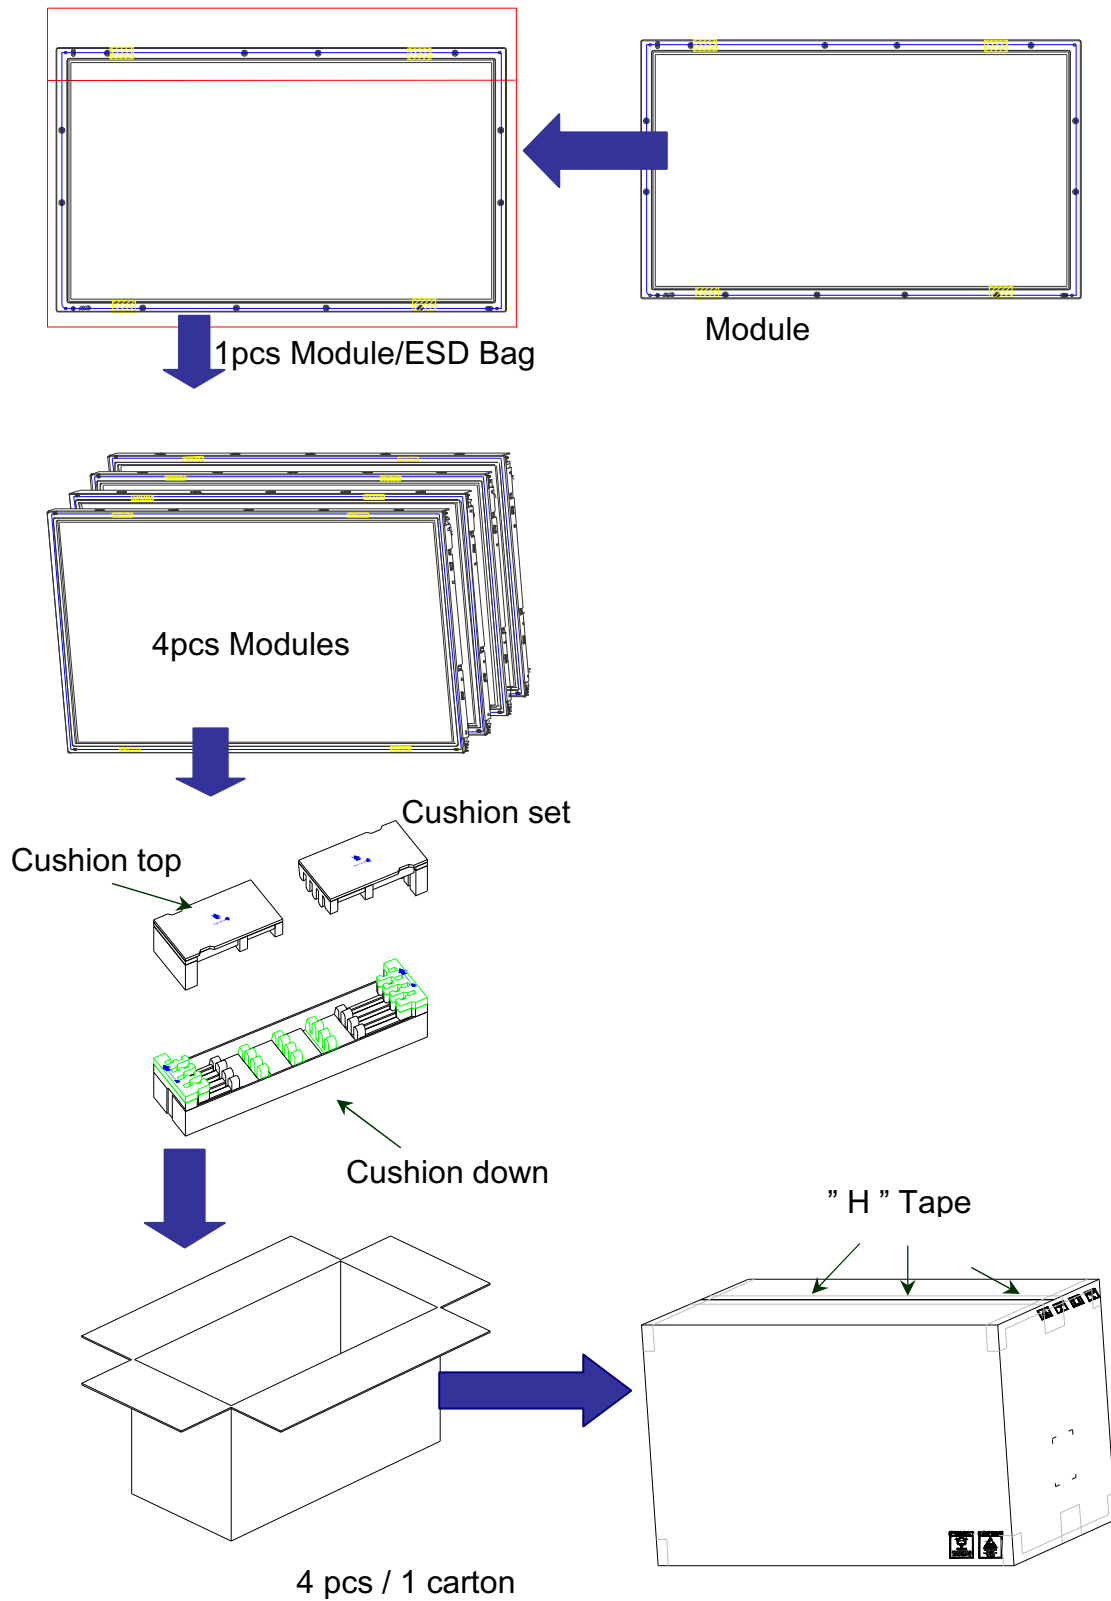 Module
1pcs Module/ESD Bag
4pcs Modules
Cushion set
Cushion top
Cushion down
” H ” Tape
4 pcs / 1 carton